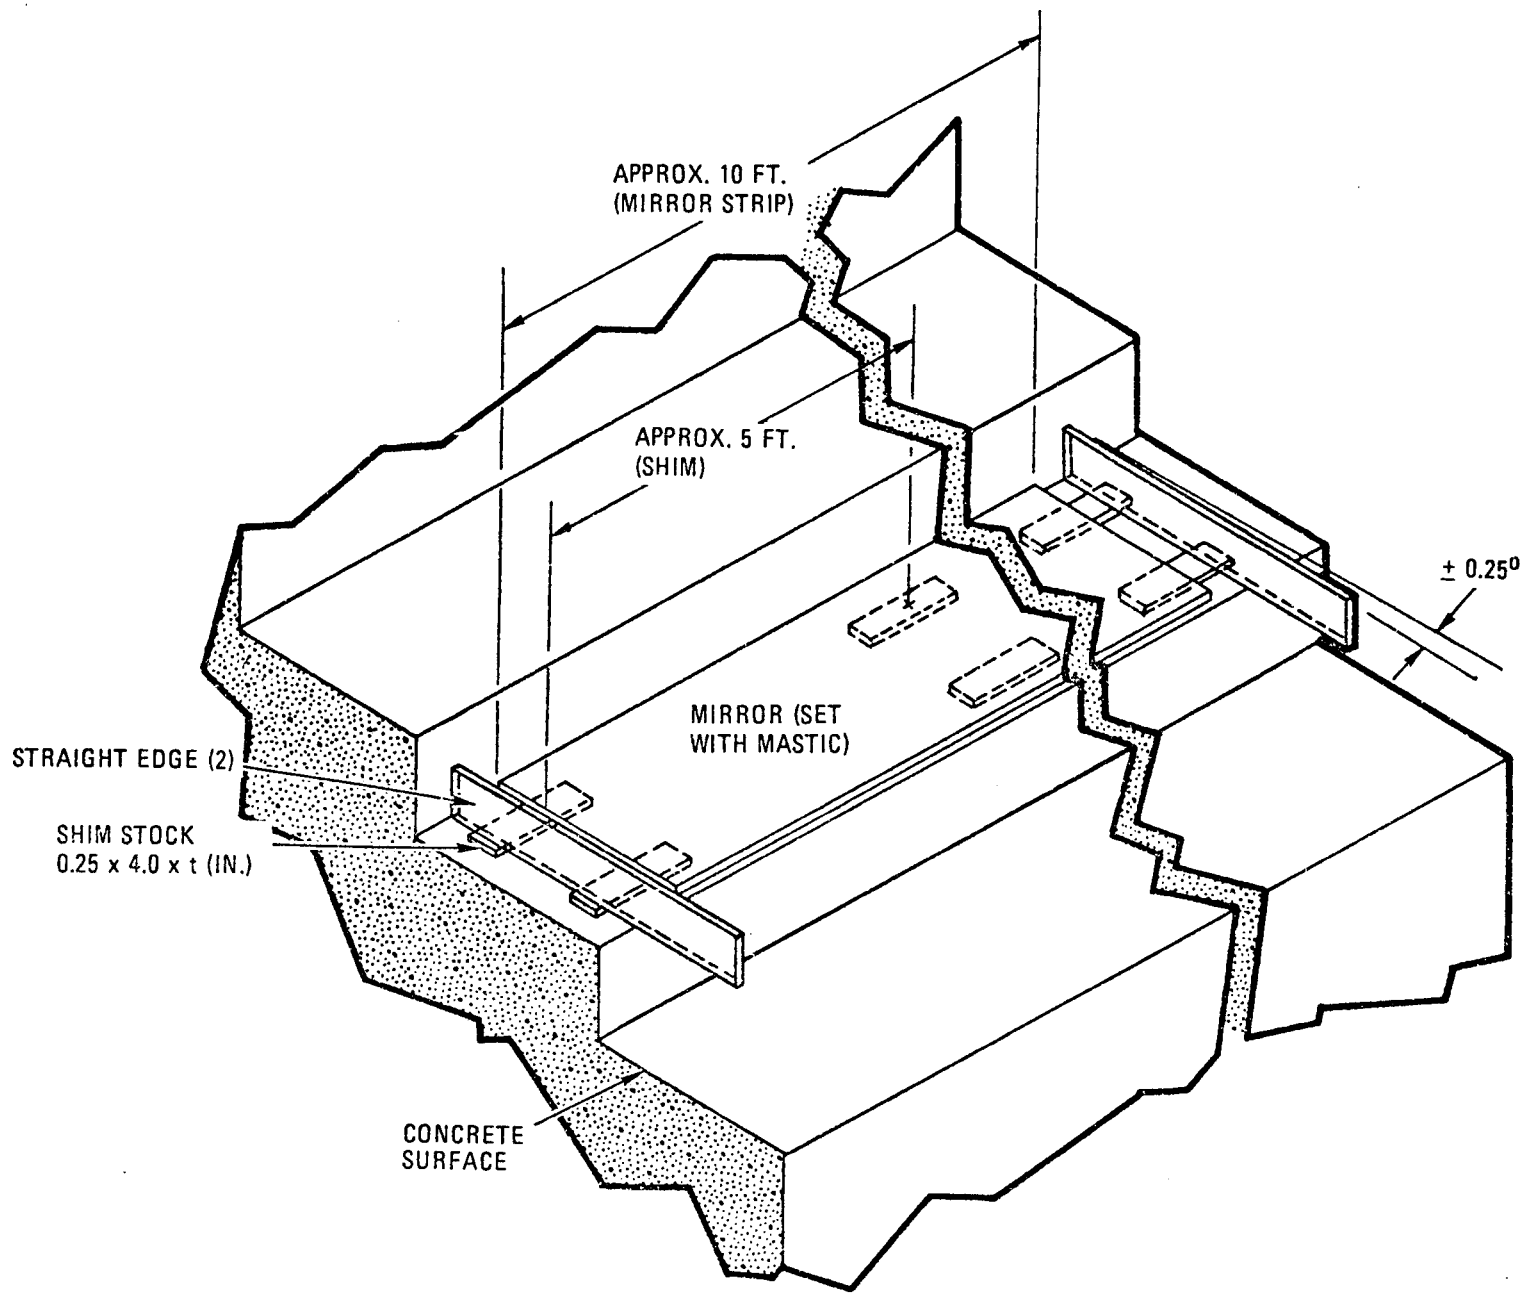 APPROX. 10 FT.
(MIRROR STRIP)
APPROX. 5 FT.
(SHIM)
± 0.25°
MIRROR (SET
WITH MASTIC)
STRAIGHT EDGE (2)
SHIM STOCK
0.25 x 4.0 x t (IN.)
CONCRETE
SURFACE